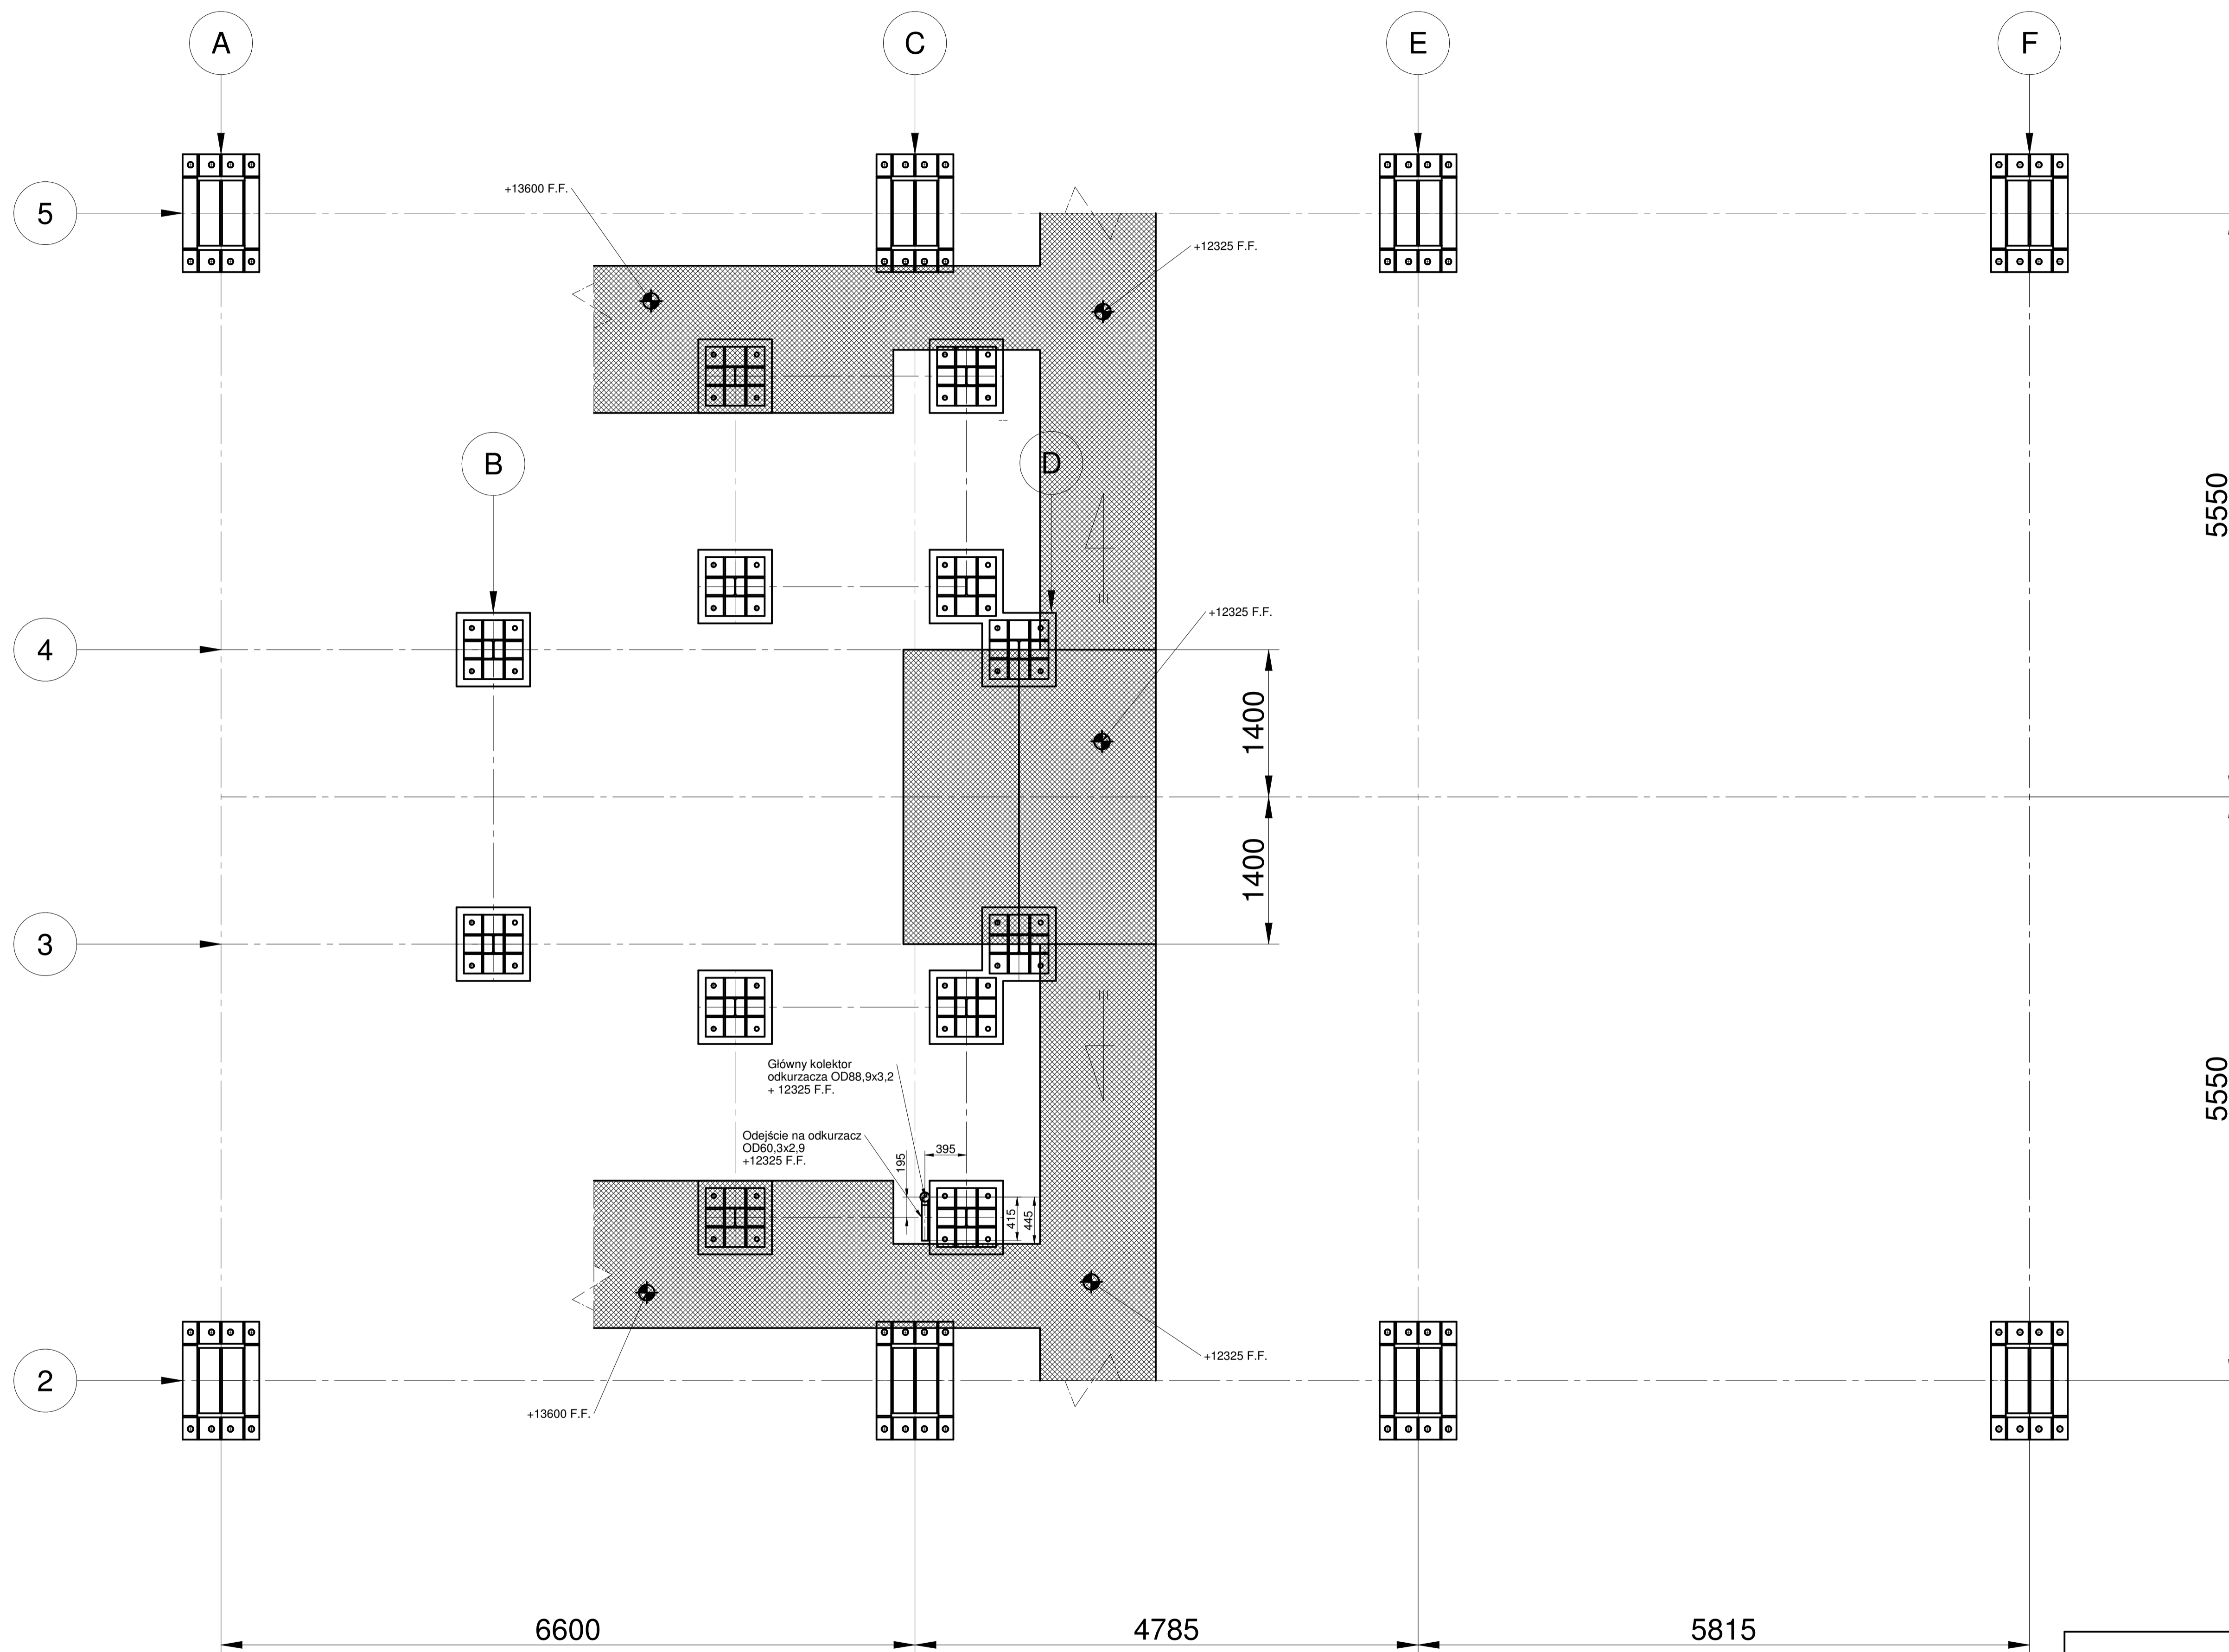 A
C
E
F
+13600 F.F.
5
+12325 F.F.
B
D
5550
+12325 F.F.
4
1400
1400
3
Główny kolektor
odkurzacza OD88,9x3,2
+ 12325 F.F.
5550
Odejście na odkurzacz
OD60,3x2,9
+12325 F.F.
195
395
415
445
+12325 F.F.
2
+13600 F.F.
6600
4785
5815